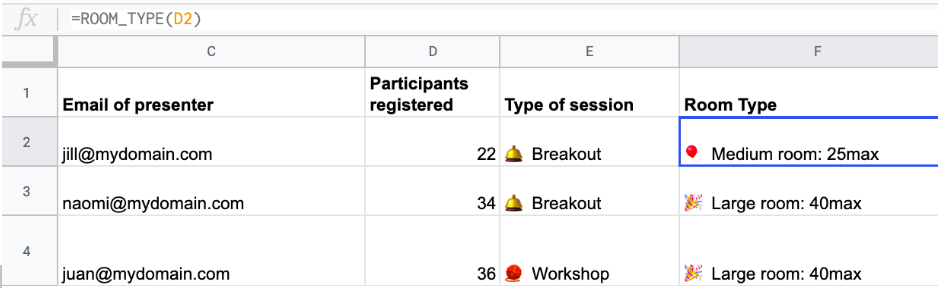 fx =ROOM_TYPE(D2)
C D E F
1 Email of presenter Participants registered Type of session Room Type
2 jill@mydomain.com 22 🛎️ Breakout 🎈 Medium room: 25max
3 naomi@mydomain.com 34 🛎️ Breakout 🎉 Large room: 40max
4 juan@mydomain.com 36 🧶 Workshop 🎉 Large room: 40max